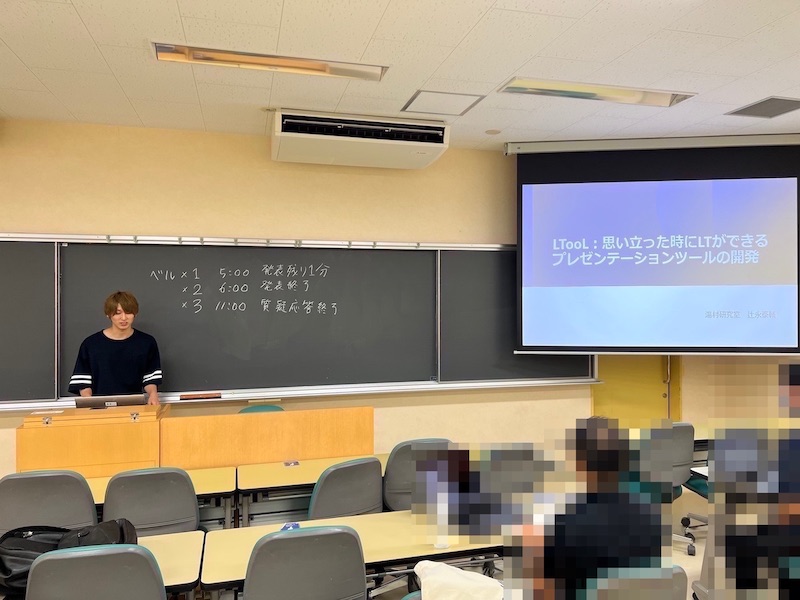 ベル×1 5:00 発表残り1分
×2 6:00 発表終了
×3 11:00 質疑応答終了
LTooL：思い立った時にLTができる
プレゼンテーションツールの開発